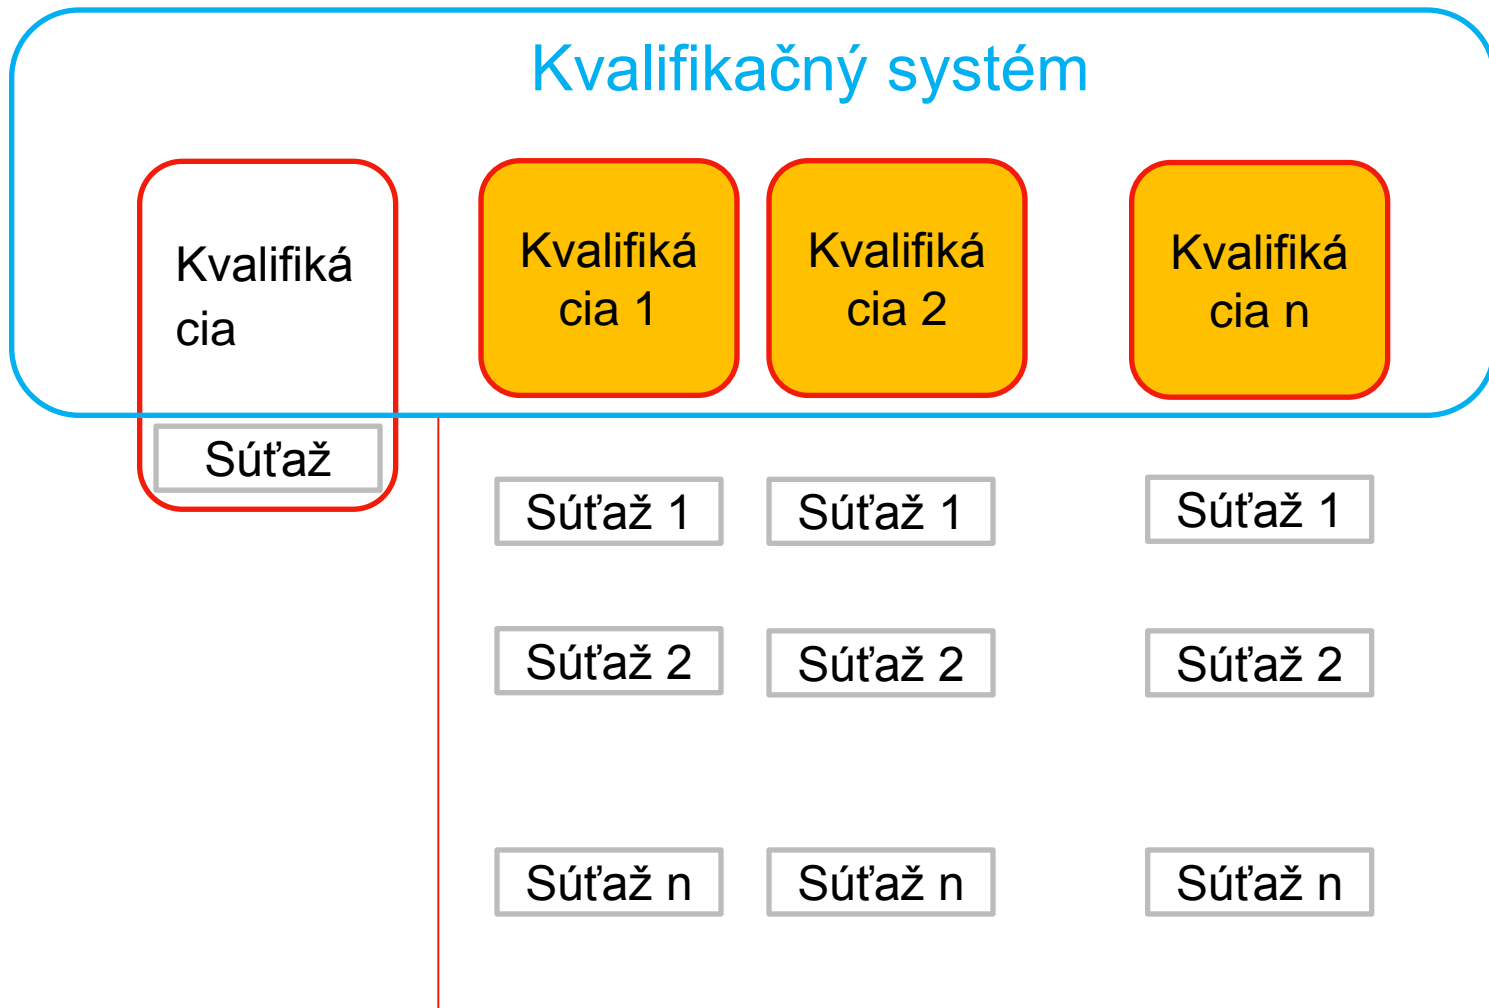 Kvalifikačný systém
Kvalifiká
cia
Kvalifiká
cia 1
Kvalifiká
cia 2
Kvalifiká
cia n
Súťaž
Súťaž 1
Súťaž 1
Súťaž 1
Súťaž 2
Súťaž 2
Súťaž 2
Súťaž n
Súťaž n
Súťaž n